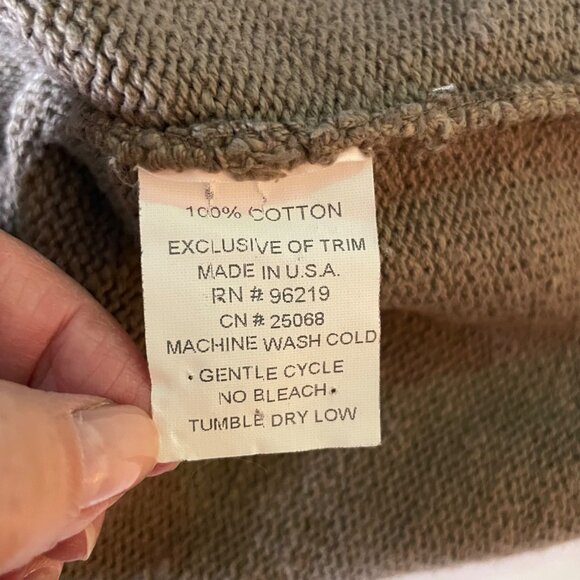 100% COTTON
EXCLUSIVE OF TRIM
MADE IN U.S.A.
RN # 96219
CN # 25068
MACHINE WASH COLD
GENTLE CYCLE
NO BLEACH
TUMBLE DRY LOW